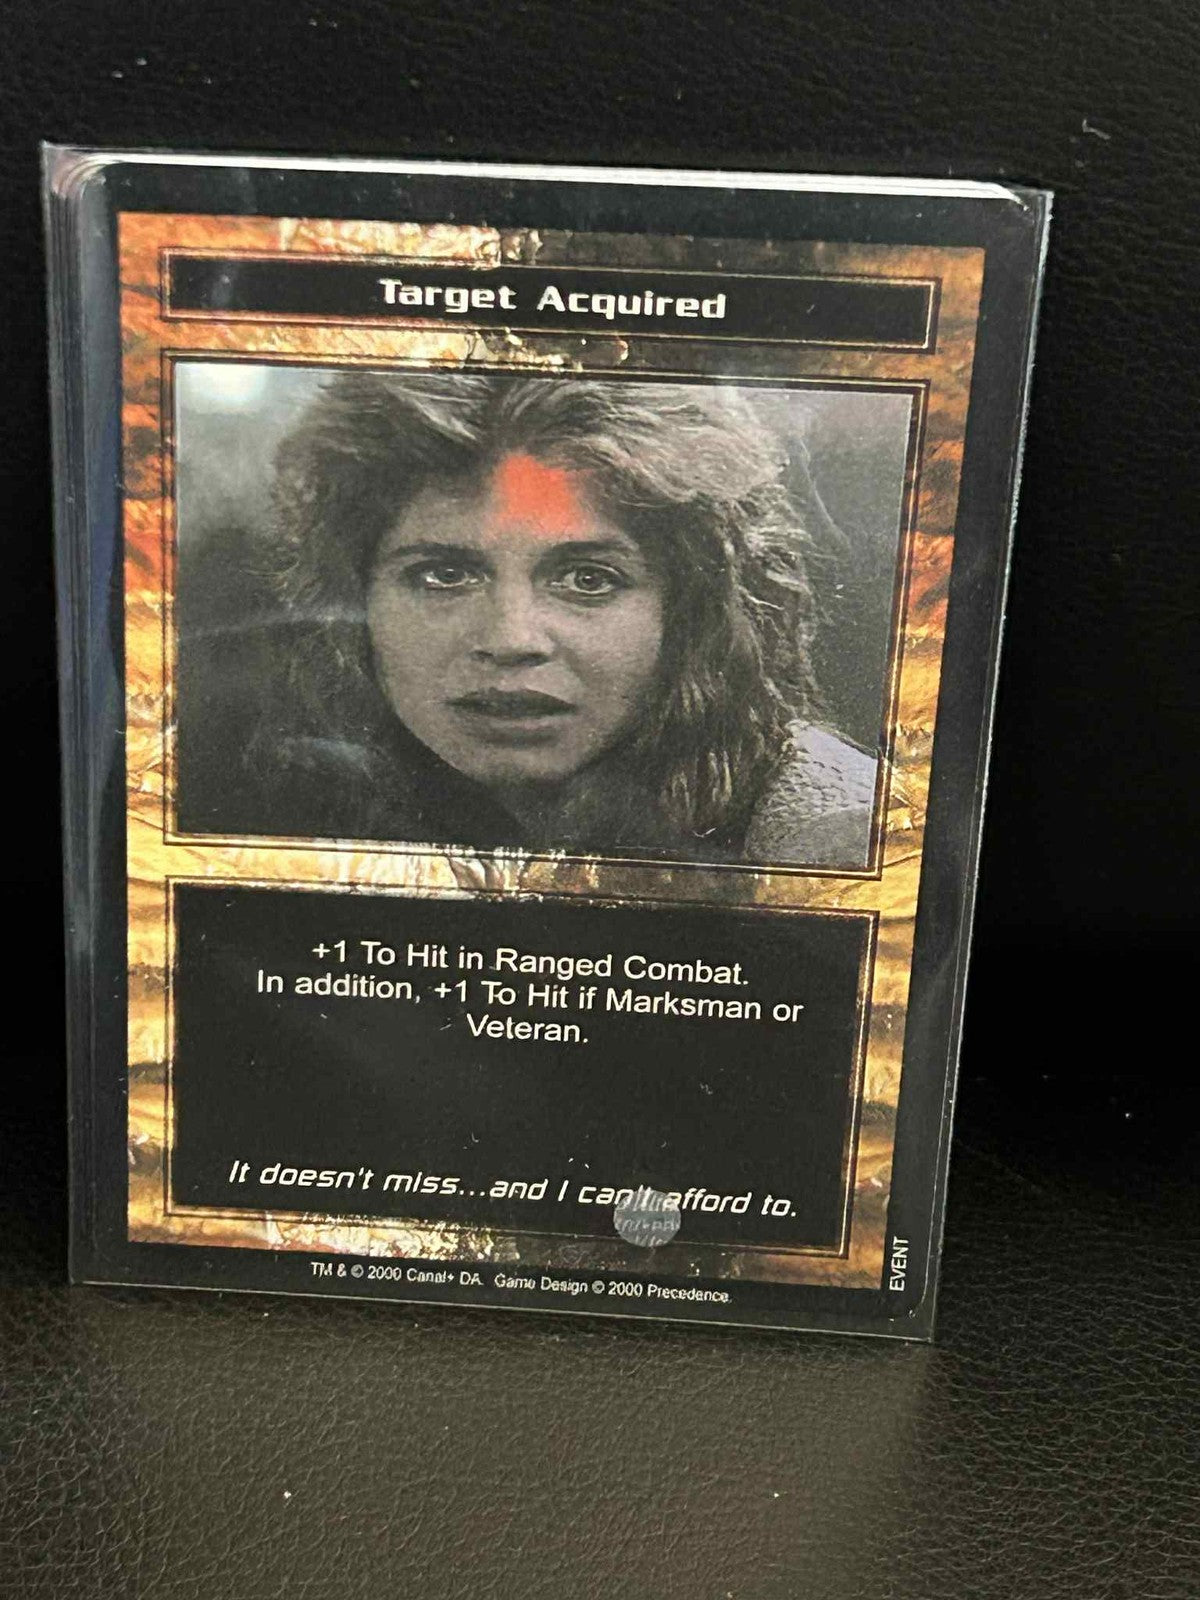 Target Acquired
+1 To Hit in Ranged Combat.
In addition, +1 To Hit if Marksman or
Veteran.
It doesn't miss...and I can't afford to.
TM & © 2000 Canal+ DA. Game Design © 2000 Precedence.
EVENT